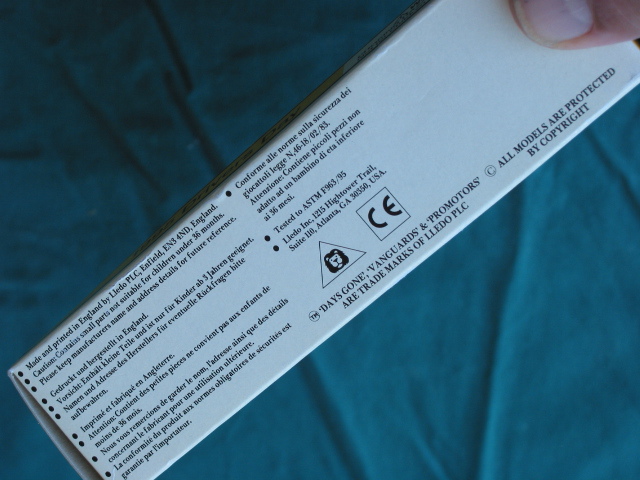 Made and printed in England by Lledo PLC, Enfield, EN3 4ND, England.
Caution: Contains small parts not suitable for children under 36 months.
Please keep manufacturers name and address details for future reference.
Gedruckt und hergestellt in England.
Vorsicht: Enthält kleine Teile und ist nur für Kinder ab 3 Jahren geeignet.
Namen und Adresse des Herstellers für eventuelle Rückfragen bitte
aufbewahren.
Imprimé et fabriqué en Angleterre.
Attention: Contient des petites pièces ne convient pas aux enfants de
moins de 36 mois.
Nous vous remercions de garder le nom, l'adresse ainsi que des détails
concernant le fabricant pour une utilisation ultérieure.
La conformité du produit aux normes obligatoires de sécurités est
garantie par l'importateur.
Conforme alle norme sulla sicurezza dei
giocattoli legge N.46-18/02/83.
Attenzione: Contiene piccoli pezzi non
adatto ad un bambino di eta inferiore
ai 36 mesi.
Tested to ASTM F963/95
Lledo Inc, 1215 Hightower Trail,
Suite 110, Atlanta, GA 30350, USA.
CE
TM 'DAYS GONE', 'VANGUARDS' & 'PROMOTORS'
ARE TRADE MARKS OF LLEDO PLC
© ALL MODELS ARE PROTECTED
BY COPYRIGHT